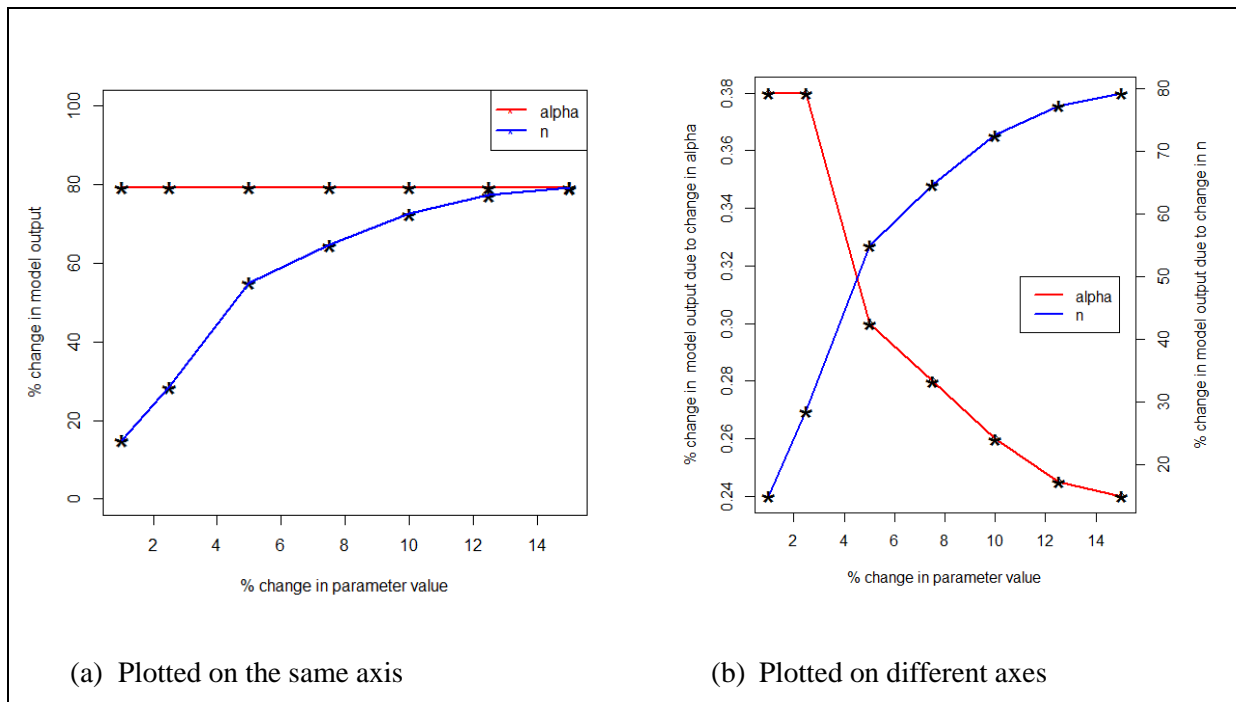 100
80
60
40
20
0
% change in model output
alpha
n
2 4 6 8 10 12 14
% change in parameter value
(a) Plotted on the same axis
0.38
0.36
0.34
0.32
0.30
0.28
0.26
0.24
% change in model output due to change in alpha
alpha
n
80
70
60
50
40
30
20
% change in model output due to change in n
2 4 6 8 10 12 14
% change in parameter value
(b) Plotted on different axes